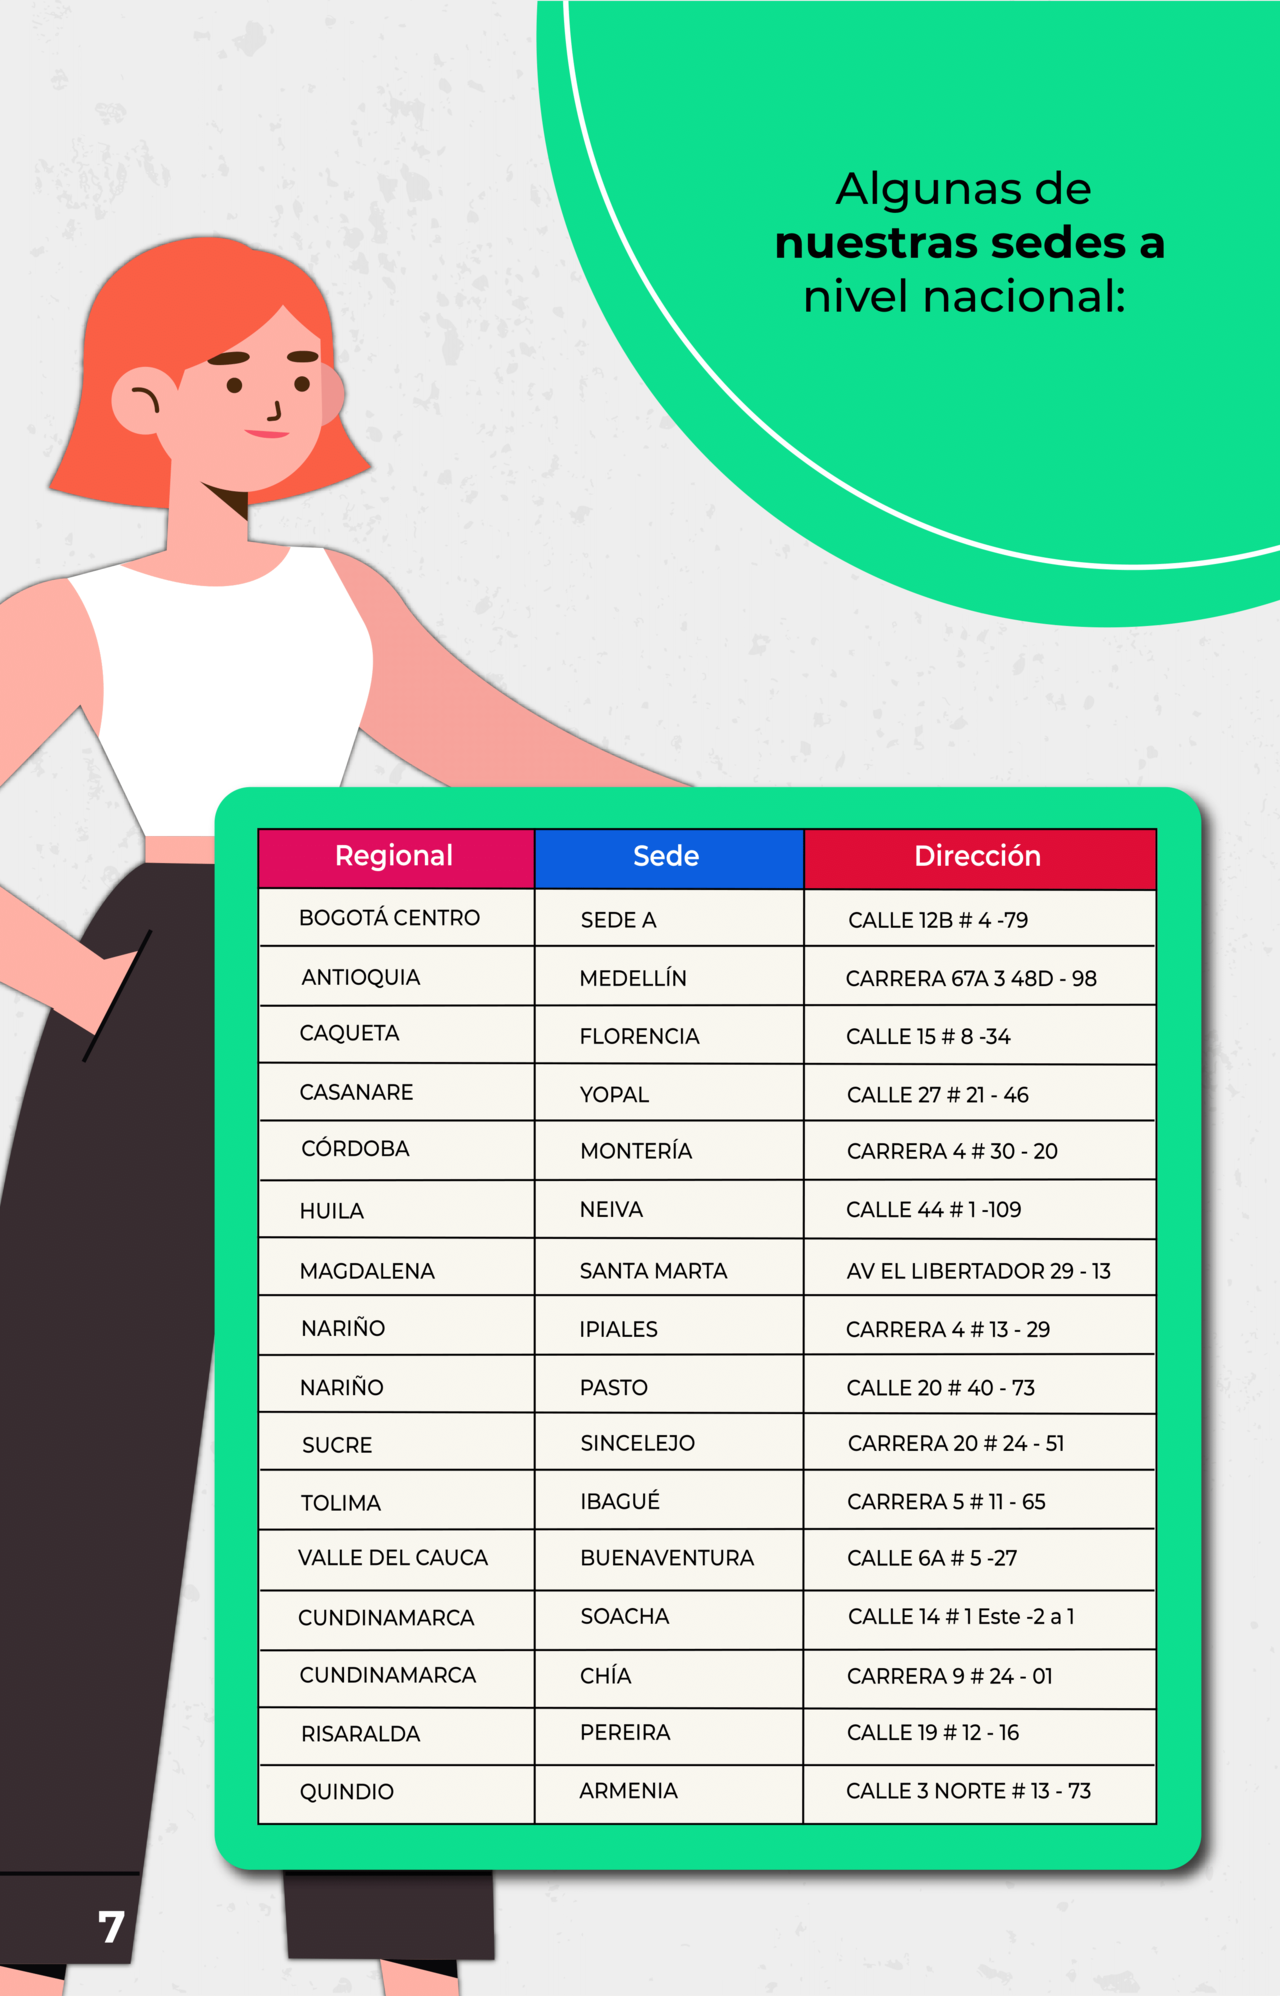 Algunas de
nuestras sedes a
nivel nacional:
Regional Sede Dirección
BOGOTÁ CENTRO SEDE A CALLE 12B # 4 -79
ANTIOQUIA MEDELLÍN CARRERA 67A 3 48D - 98
CAQUETA FLORENCIA CALLE 15 # 8 -34
CASANARE YOPAL CALLE 27 # 21 - 46
CÓRDOBA MONTERÍA CARRERA 4 # 30 - 20
HUILA NEIVA CALLE 44 # 1 -109
MAGDALENA SANTA MARTA AV EL LIBERTADOR 29 - 13
NARIÑO IPIALES CARRERA 4 # 13 - 29
NARIÑO PASTO CALLE 20 # 40 - 73
SUCRE SINCELEJO CARRERA 20 # 24 - 51
TOLIMA IBAGUÉ CARRERA 5 # 11 - 65
VALLE DEL CAUCA BUENAVENTURA CALLE 6A # 5 -27
CUNDINAMARCA SOACHA CALLE 14 # 1 Este -2 a 1
CUNDINAMARCA CHÍA CARRERA 9 # 24 - 01
RISARALDA PEREIRA CALLE 19 # 12 - 16
QUINDIO ARMENIA CALLE 3 NORTE # 13 - 73
7